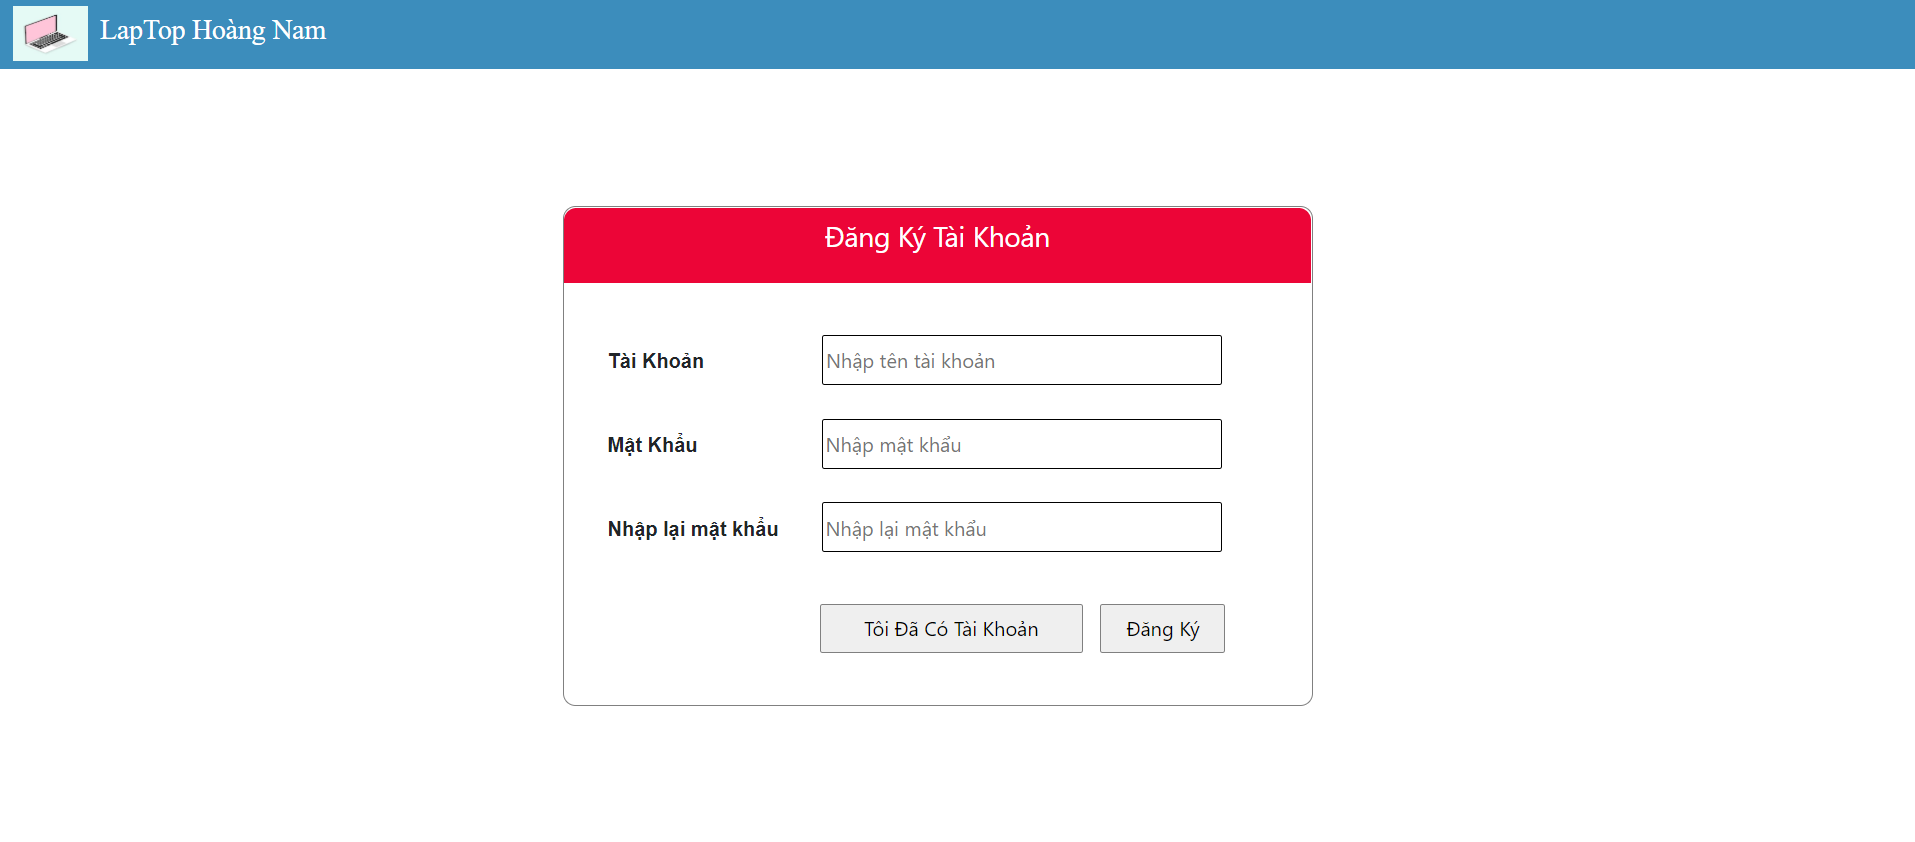 LapTop Hoàng Nam
Đăng Ký Tài Khoản
Tài Khoản
Nhập tên tài khoản
Mật Khẩu
Nhập mật khẩu
Nhập lại mật khẩu
Nhập lại mật khẩu
Tôi Đã Có Tài Khoản
Đăng Ký